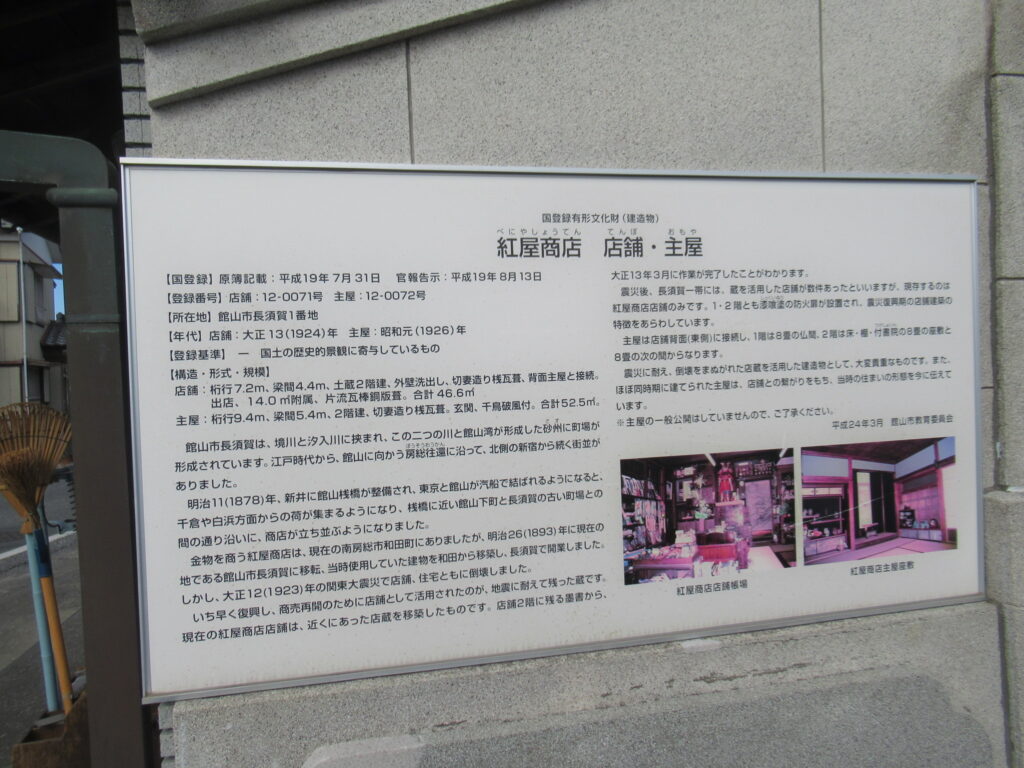 国登録有形文化財(建造物)
べにやしょうてん てんぽ おもや
紅屋商店 店舗・主屋
【国登録】原簿記載:平成19年7月31日 官報告示:平成19年8月13日
【登録番号】店舗:12-0071号 主屋:12-0072号
【所在地】館山市長須賀1番地
【年代】店舗:大正13(1924)年 主屋:昭和元(1926)年
【登録基準】 一 国土の歴史的景観に寄与しているもの
【構造・形式・規模】
店舗:桁行7.2m、梁間4.4m、土蔵2階建、外壁洗出し、切妻造り桟瓦葺、背面主屋と接続。
出店、14.0㎡附属、片流瓦棒銅版葺。合計46.6㎡
主屋:桁行9.4m、梁間5.4m、2階建、切妻造り桟瓦葺。玄関、千鳥破風付。合計52.5㎡。
館山市長須賀は、境川と汐入川に挟まれ、この二つの川と館山湾が形成した砂州に町場が
形成されています。江戸時代から、館山に向かう房総往還に沿って、北側の新宿から続く街並が
ありました。
明治11(1878)年、新井に館山桟橋が整備され、東京と館山が汽船で結ばれるようになると、
千倉や白浜方面からの荷が集まるようになり、桟橋に近い館山下町と長須賀の古い町場との
間の通り沿いに、商店が立ち並ぶようになりました。
金物を商う紅屋商店は、現在の南房総市和田町にありましたが、明治26(1893)年に現在の
地である館山市長須賀に移転、当時使用していた建物を和田から移築し、長須賀で開業しました。
しかし、大正12(1923)年の関東大震災で店舗、住宅ともに倒壊しました。
いち早く復興し、商売再開のために店舗として活用されたのが、地震に耐えて残った蔵です。
現在の紅屋商店店舗は、近くにあった店蔵を移築したものです。店舗2階に残る墨書から、
大正13年3月に作業が完了したことがわかります。
震災後、長須賀一帯には、蔵を活用した店舗が数件あったといいますが、現存するのは
紅屋商店店舗のみです。1・2階とも漆喰塗の防火扉が設置され、震災復興期の店舗建築の
特徴をあらわしています。
主屋は店舗背面(東側)に接続し、1階は8畳の仏間、2階は床・棚・付書院の8畳の座敷と
8畳の次の間からなります。
震災に耐え、倒壊をまぬがれた店蔵を活用した建造物として、大変貴重なものです。また、
ほぼ同時期に建てられた主屋は、店舗との繋がりをもち、当時の住まいの形態を今に伝えて
います。
※主屋の一般公開はしていませんので、ご了承ください。
平成24年3月 館山市教育委員会
紅屋商店店舗帳場
紅屋商店主屋座敷